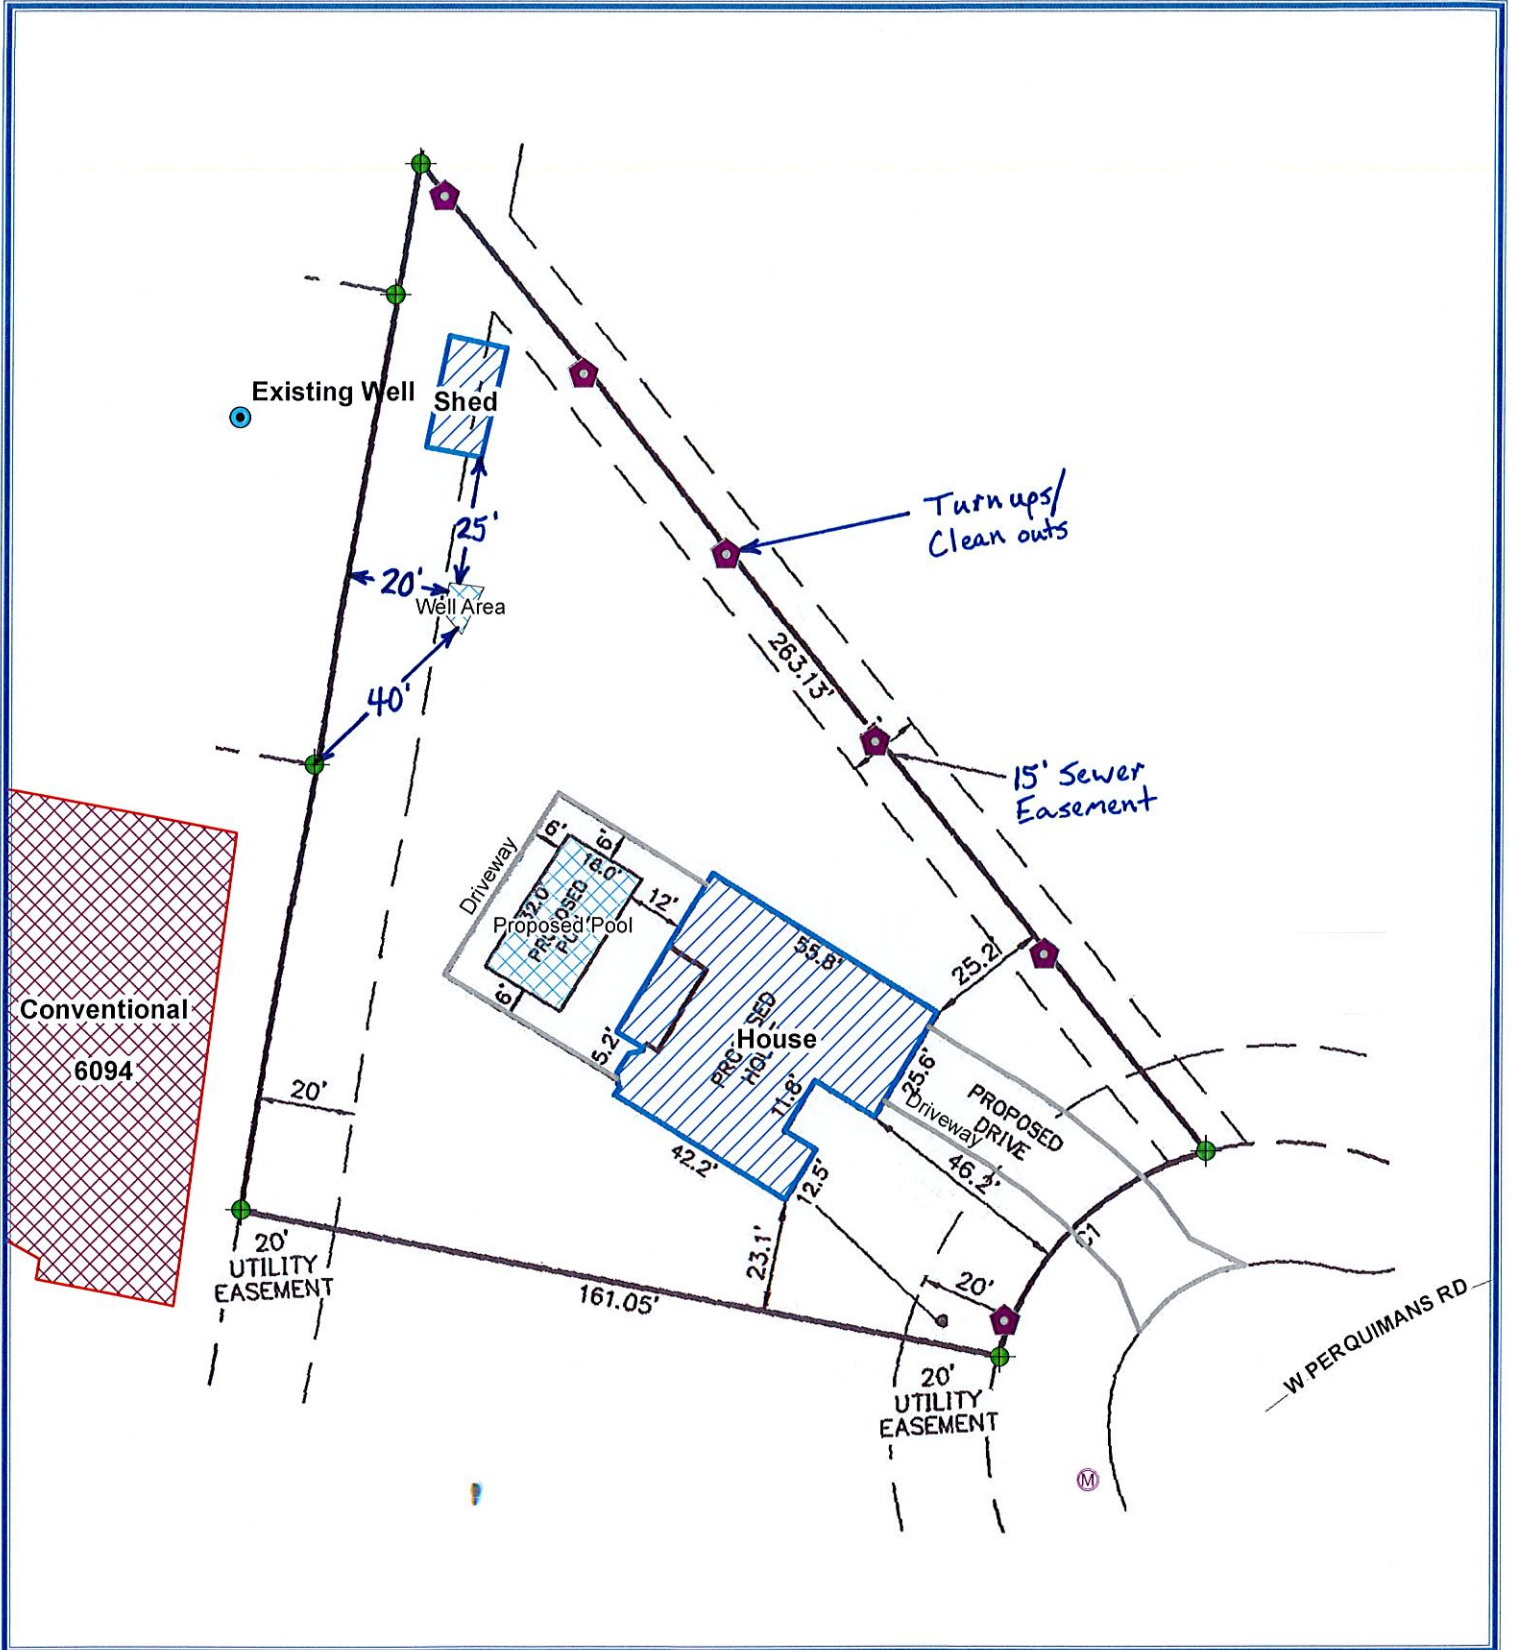 Existing Well
Shed
25'
20'
Well Area
40'
Turnups/
Clean outs
263.13'
15' Sewer
Easement
Driveway
6'
6'
18.0'
32.0'
PROPOSED
Proposed Pool
12'
6'
5.2'
55.8'
25.2'
PROPOSED
House
11.8'
25.6'
Driveway
PROPOSED
DRIVE
42.2'
12.5'
46.2'
C1
23.1'
20'
Conventional
6094
20'
20'
UTILITY
EASEMENT
161.05'
20'
UTILITY
EASEMENT
W PERQUIMANS RD
M